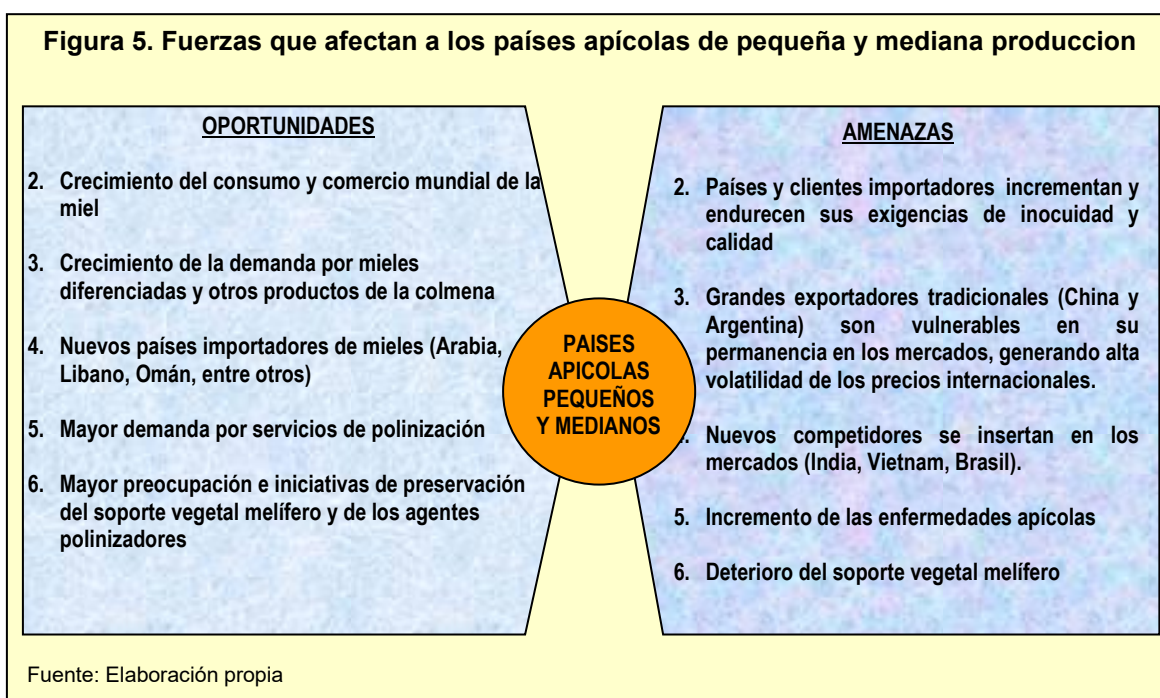 Figura 5. Fuerzas que afectan a los países apícolas de pequeña y mediana produccion
OPORTUNIDADES
2. Crecimiento del consumo y comercio mundial de la
miel
3. Crecimiento de la demanda por mieles
diferenciadas y otros productos de la colmena
4. Nuevos países importadores de mieles (Arabia,
Libano, Omán, entre otros)
5. Mayor demanda por servicios de polinización
6. Mayor preocupación e iniciativas de preservación
del soporte vegetal melífero y de los agentes
polinizadores
PAISES
APICOLAS
PEQUEÑOS
Y MEDIANOS
AMENAZAS
2. Países y clientes importadores incrementan y
endurecen sus exigencias de inocuidad y
calidad
3. Grandes exportadores tradicionales (China y
Argentina) son vulnerables en su
permanencia en los mercados, generando alta
volatilidad de los precios internacionales.
Nuevos competidores se insertan en los
mercados (India, Vietnam, Brasil).
5. Incremento de las enfermedades apícolas
6. Deterioro del soporte vegetal melífero
Fuente: Elaboración propia